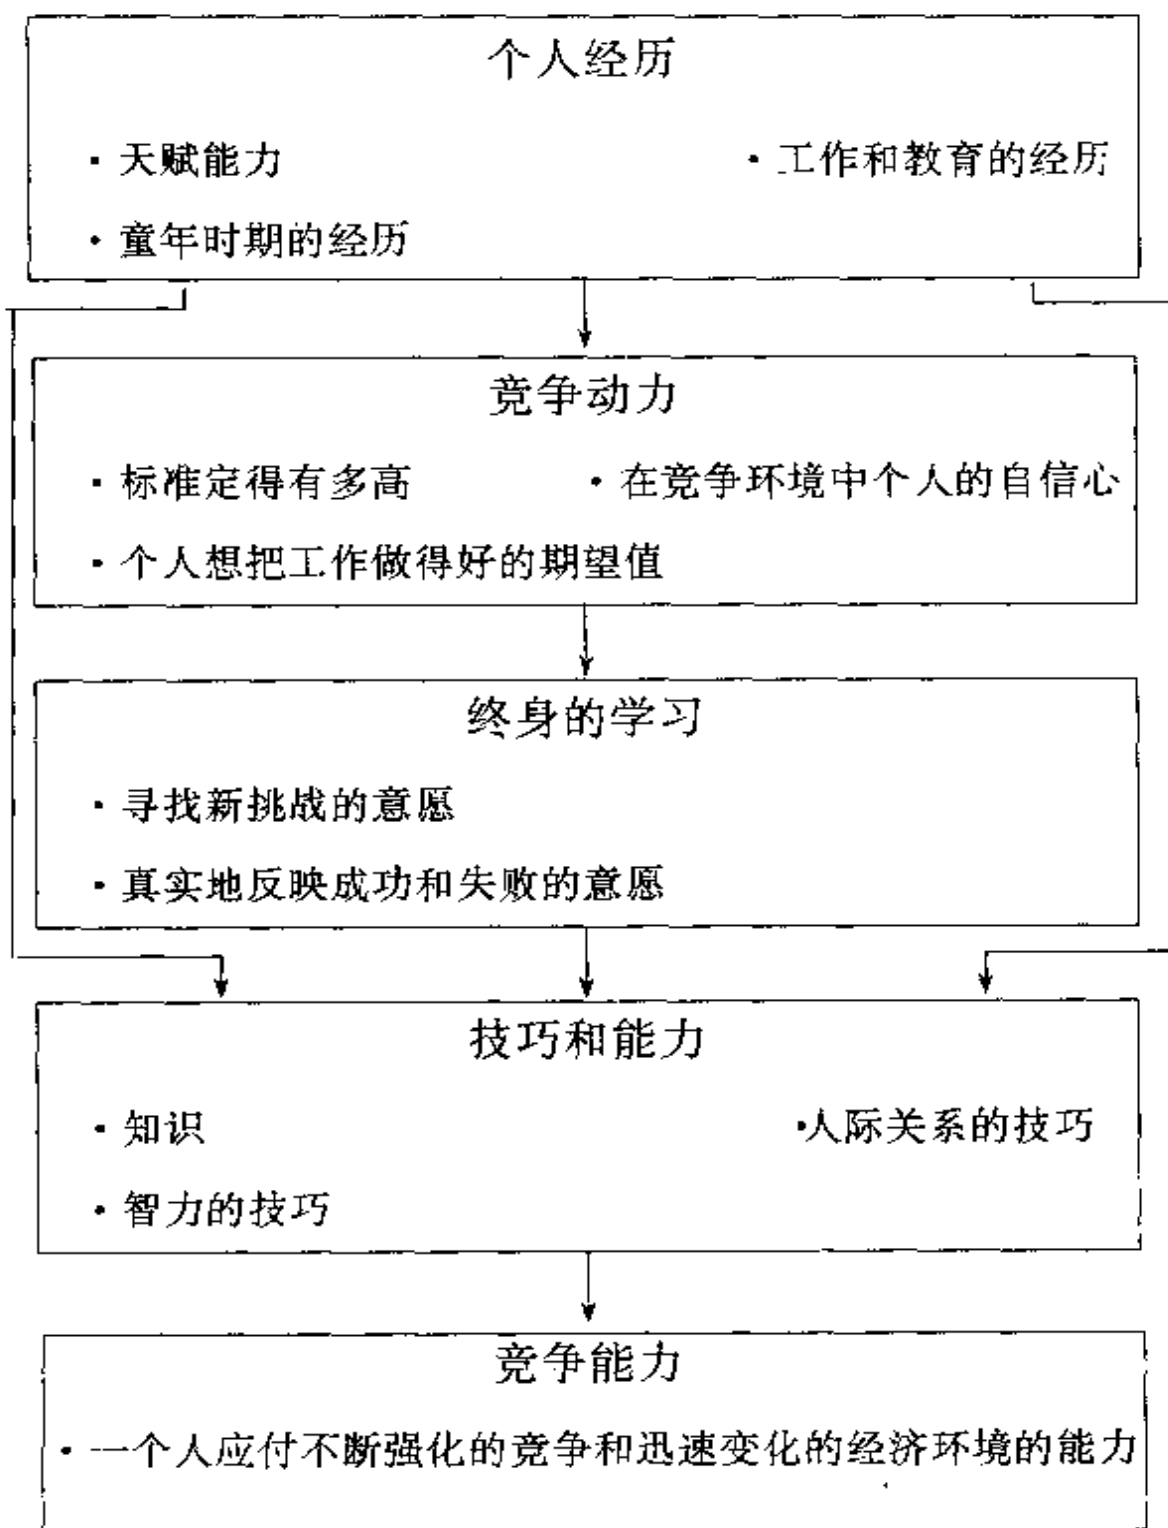 个人经历
· 天赋能力 · 工作和教育的经历
· 童年时期的经历
竞争动力
· 标准定得有多高 · 在竞争环境中个人的自信心
· 个人想把工作做得好的期望值
终身的学习
· 寻找新挑战的意愿
· 真实地反映成功和失败的意愿
技巧和能力
· 知识 ·人际关系的技巧
· 智力的技巧
竞争能力
· 一个人应付不断强化的竞争和迅速变化的经济环境的能力